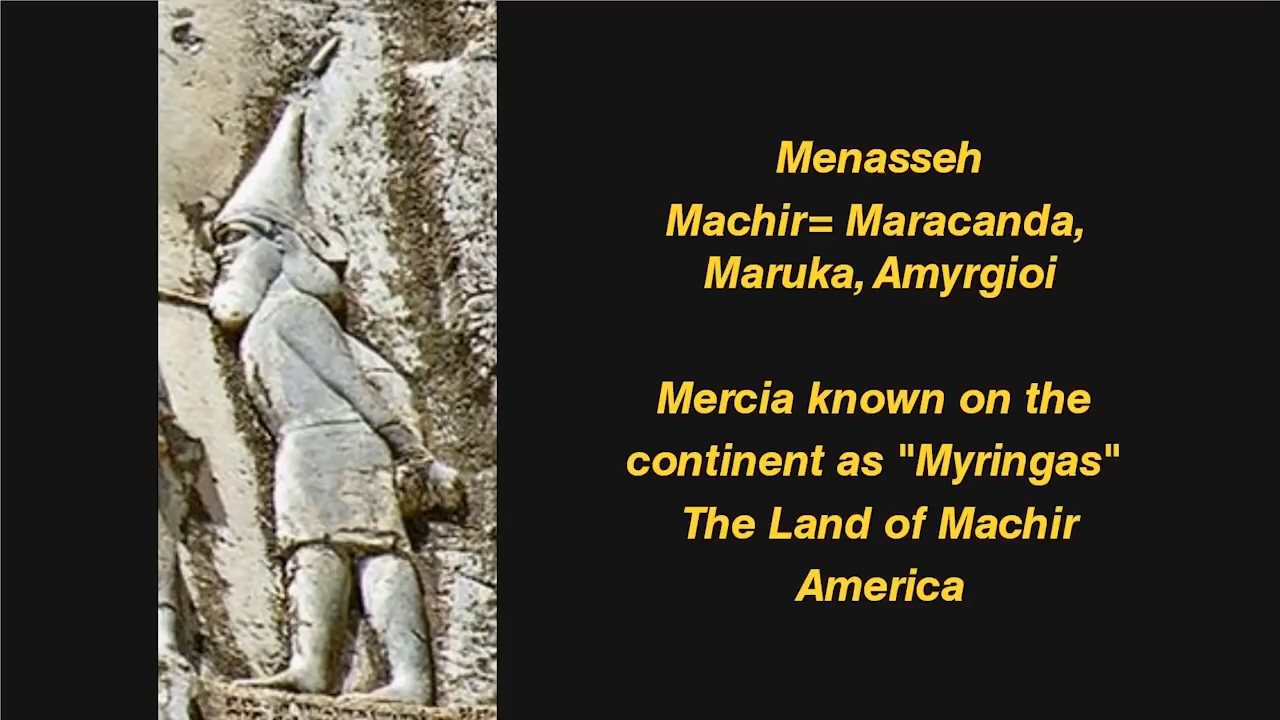 Menasseh
Machir= Maracanda,
Maruka, Amyrgioi
Mercia known on the
continent as "Myringas"
The Land of Machir
America